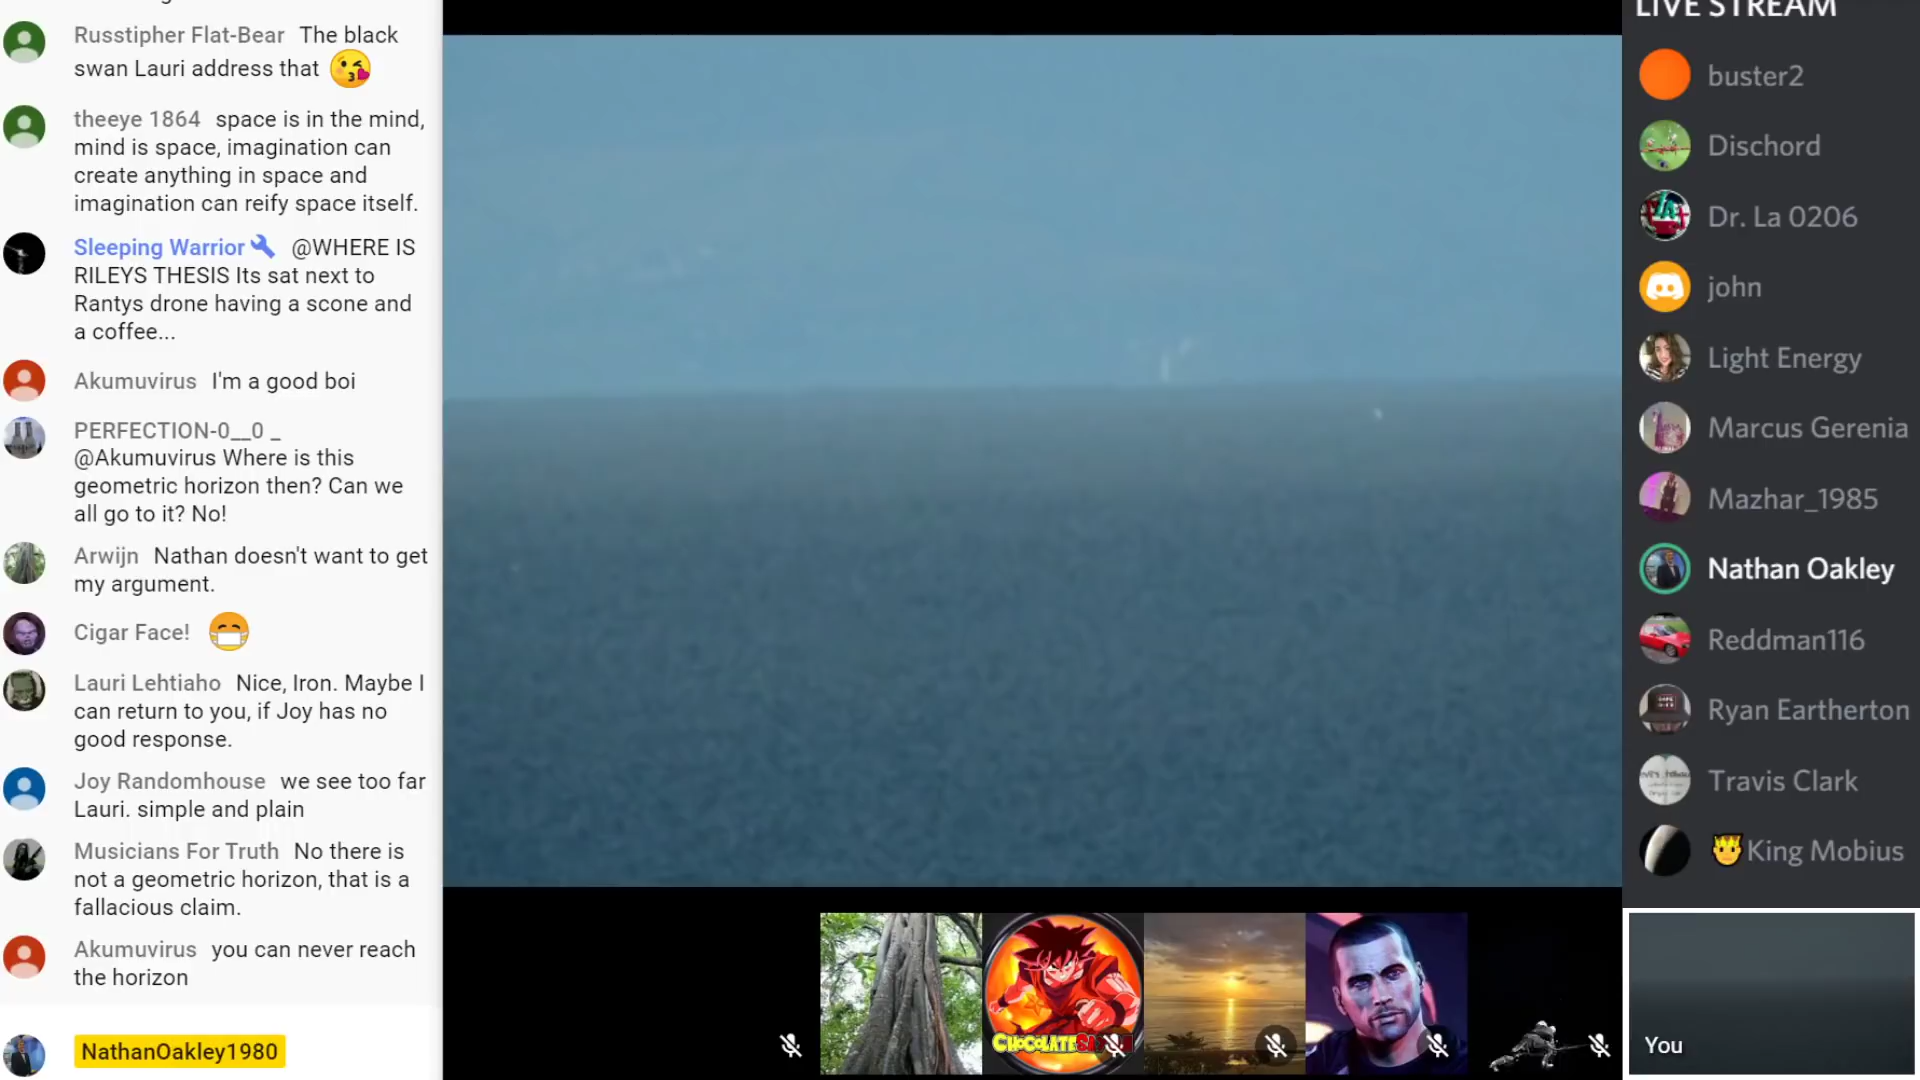 Russtipher Flat-Bear The black
swan Lauri address that
theeye 1864 space is in the mind,
mind is space, imagination can
create anything in space and
imagination can reify space itself.
Sleeping Warrior @WHERE IS
RILEYS THESIS Its sat next to
Rantys drone having a scone and
a coffee...
Akumuvirus I'm a good boi
PERFECTION-0__0 _
@Akumuvirus Where is this
geometric horizon then? Can we
all go to it? No!
Arwijn Nathan doesn't want to get
my argument.
Cigar Face!
Lauri Lehtiaho Nice, Iron. Maybe I
can return to you, if Joy has no
good response.
Joy Randomhouse we see too far
Lauri. simple and plain
Musicians For Truth No there is
not a geometric horizon, that is a
fallacious claim.
Akumuvirus you can never reach
the horizon
NathanOakley1980
CHOCOLATE
LIVE STREAM
buster2
Dischord
Dr. La 0206
john
Light Energy
Marcus Gerenia
Mazhar_1985
Nathan Oakley
Reddman116
Ryan Eartherton
Travis Clark
King Mobius
You